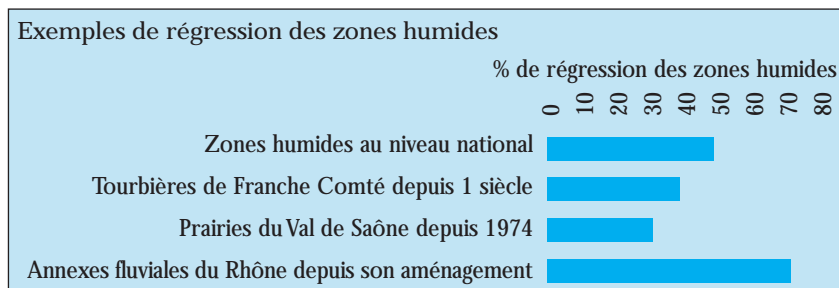 Exemples de régression des zones humides
% de régression des zones humides
0 10 20 30 40 50 60 70 80
Zones humides au niveau national
Tourbières de Franche Comté depuis 1 siècle
Prairies du Val de Saône depuis 1974
Annexes fluviales du Rhône depuis son aménagement